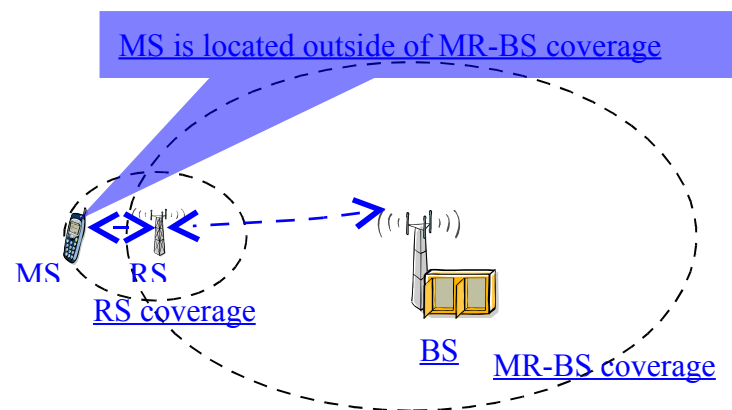 MS is located outside of MR-BS coverage
MS
RS
RS coverage
BS
MR-BS coverage